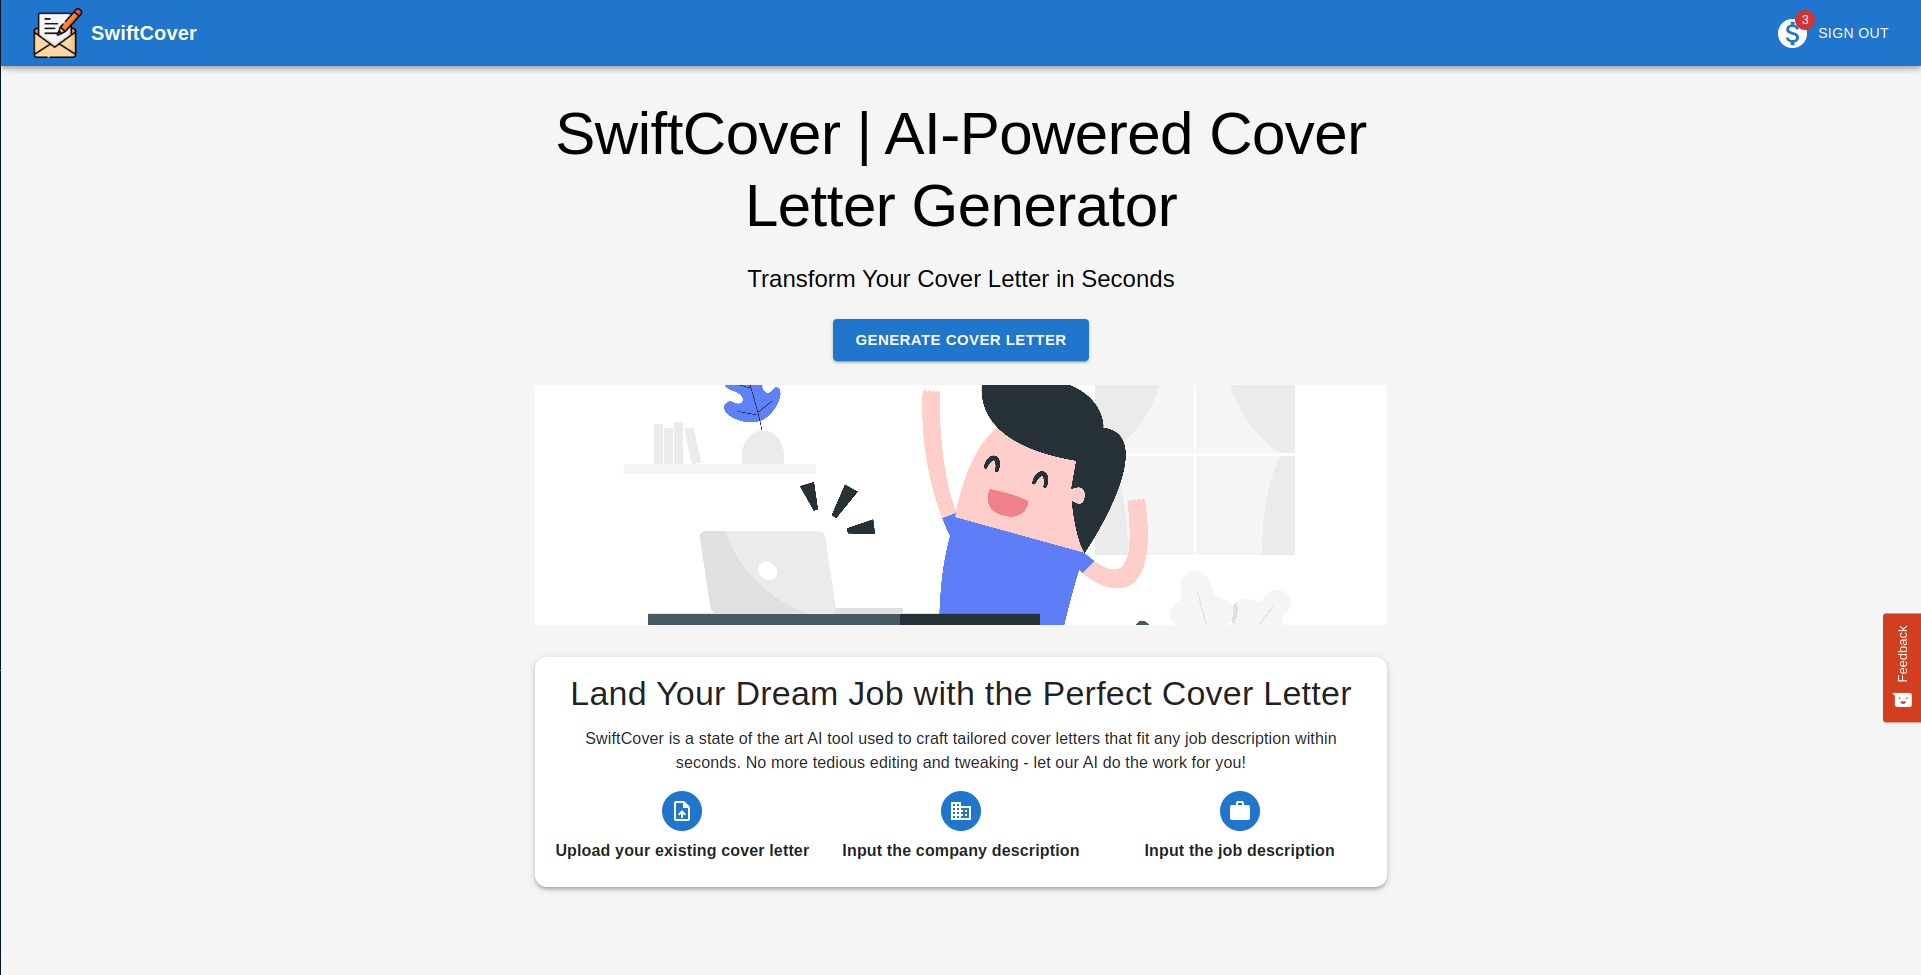 SwiftCover
3
SIGN OUT
SwiftCover | AI-Powered Cover
Letter Generator
Transform Your Cover Letter in Seconds
GENERATE COVER LETTER
Feedback
Land Your Dream Job with the Perfect Cover Letter
SwiftCover is a state of the art AI tool used to craft tailored cover letters that fit any job description within
seconds. No more tedious editing and tweaking - let our AI do the work for you!
Upload your existing cover letter
Input the company description
Input the job description